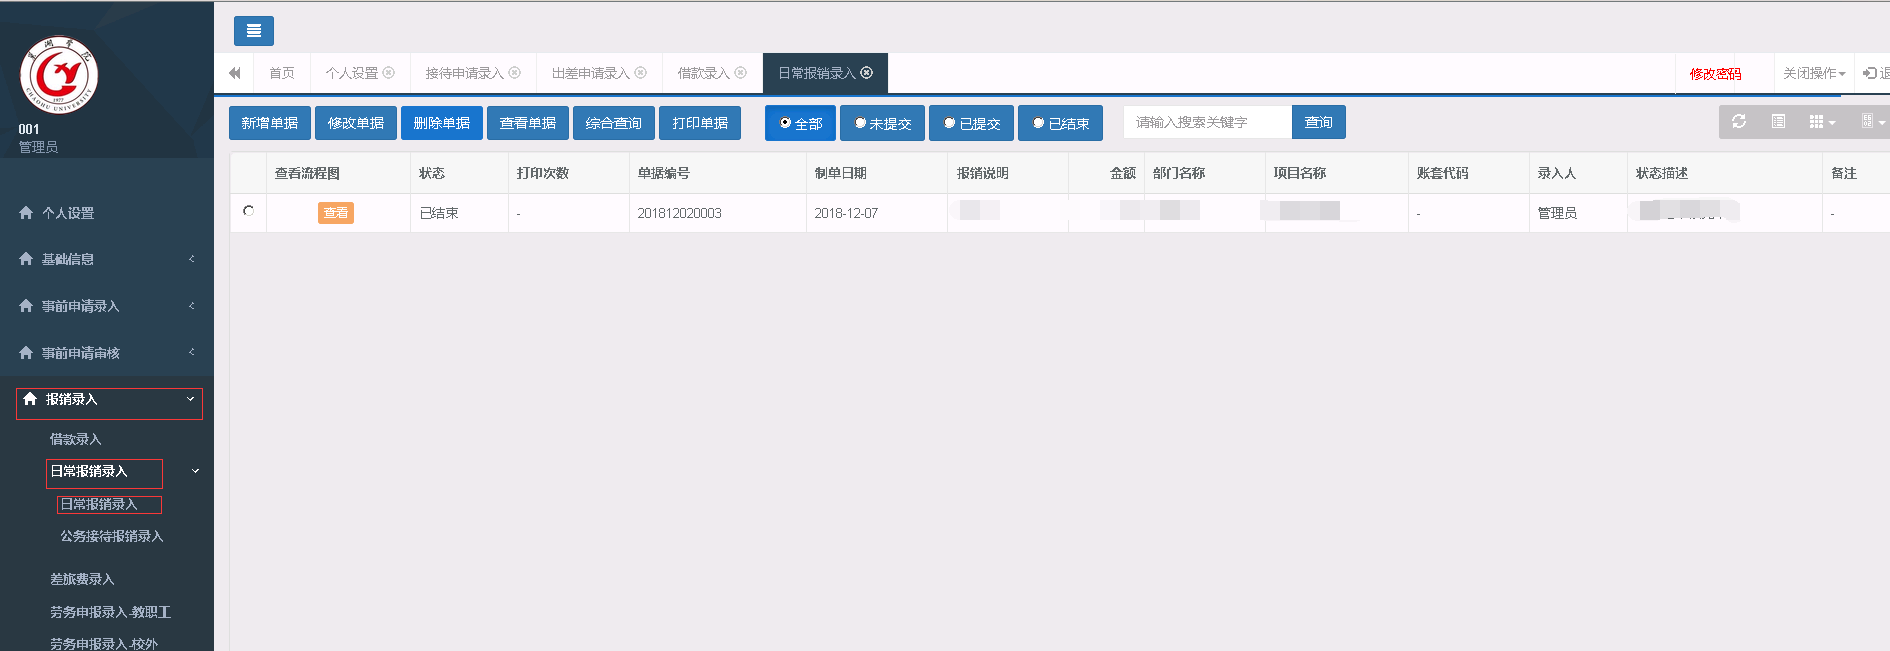 巢湖学院
1977
CHAOHU UNIVERSITY
001
管理员
个人设置
基础信息
事前申请录入
事前申请审核
报销录入
借款录入
日常报销录入
日常报销录入
公务接待报销录入
差旅费录入
劳务申报录入-教职工
劳务申报录入-校外
首页 个人设置 接待申请录入 出差申请录入 借款录入 日常报销录入 修改密码 关闭操作 退
新增单据 修改单据 删除单据 查看单据 综合查询 打印单据 全部 未提交 已提交 已结束 请输入搜索关键字 查询
查看流程图 状态 打印次数 单据编号 制单日期 报销说明 金额 部门名称 项目名称 账套代码 录入人 状态描述 备注
查看 已结束 - 201812020003 2018-12-07 - 管理员 -